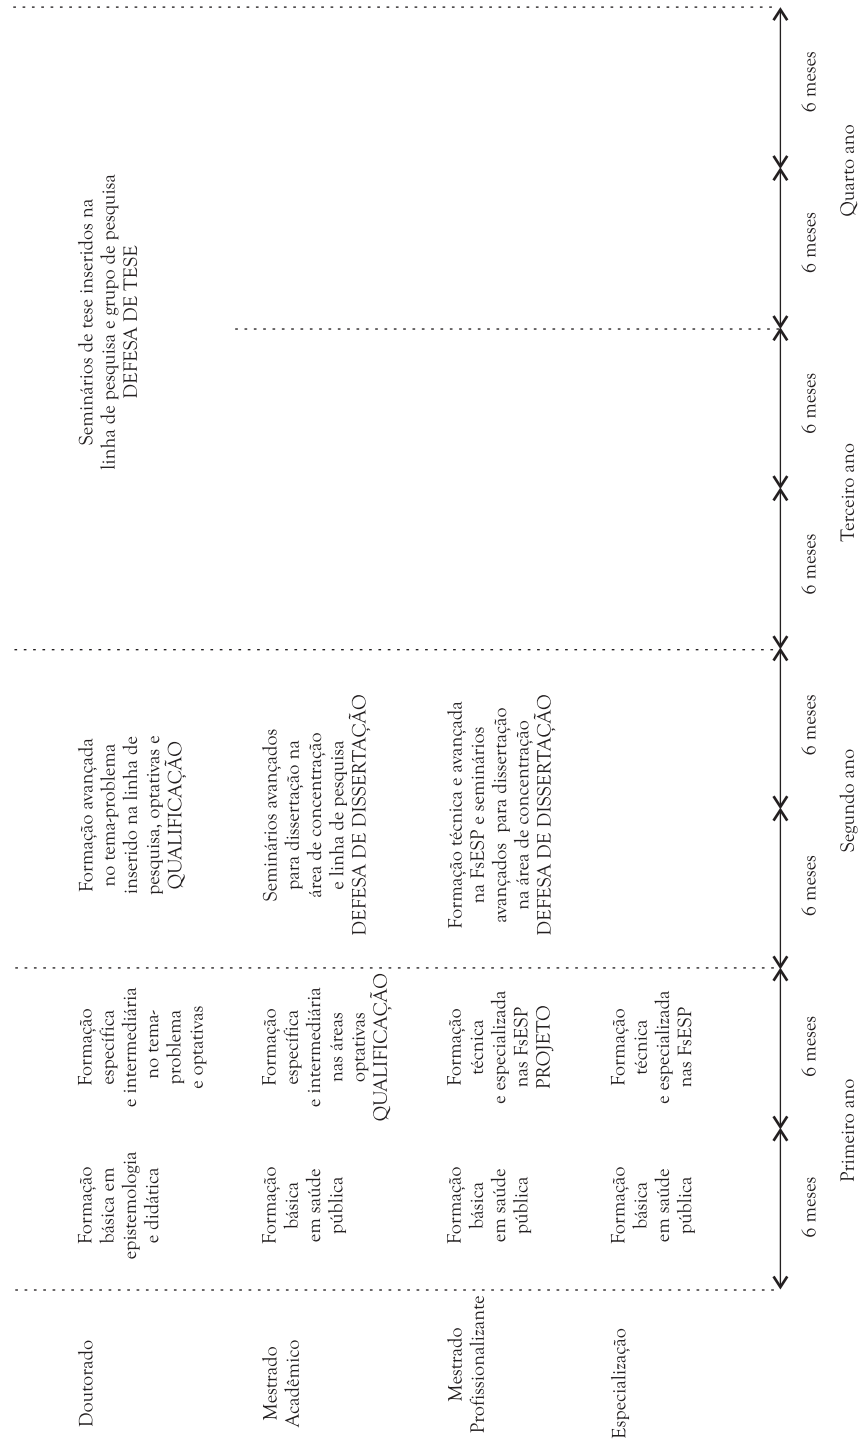 Doutorado
Formação
básica em
epistemologia
e didática
Formação
específica
e intermediária
no tema-
problema
e optativas
Formação avançada
no tema-problema
inserido na linha de
pesquisa, optativas e
QUALIFICAÇÃO
Seminários de tese inseridos na
linha de pesquisa e grupo de pesquisa
DEFESA DE TESE
Mestrado
Acadêmico
Formação
básica
em saúde
pública
Formação
específica
e intermediária
nas áreas
optativas
QUALIFICAÇÃO
Seminários avançados
para dissertação na
área de concentração
e linha de pesquisa
DEFESA DE DISSERTAÇÃO
Mestrado
Profissionalizante
Formação
básica
em saúde
pública
Formação
técnica
e especializada
nas FsESP
PROJETO
Formação técnica e avançada
na FsESP e seminários
avançados para dissertação
na área de concentração
DEFESA DE DISSERTAÇÃO
Especialização
Formação
básica
em saúde
pública
Formação
técnica
e especializada
nas FsESP
6 meses
6 meses
6 meses
6 meses
6 meses
6 meses
6 meses
6 meses
Primeiro ano
Segundo ano
Terceiro ano
Quarto ano